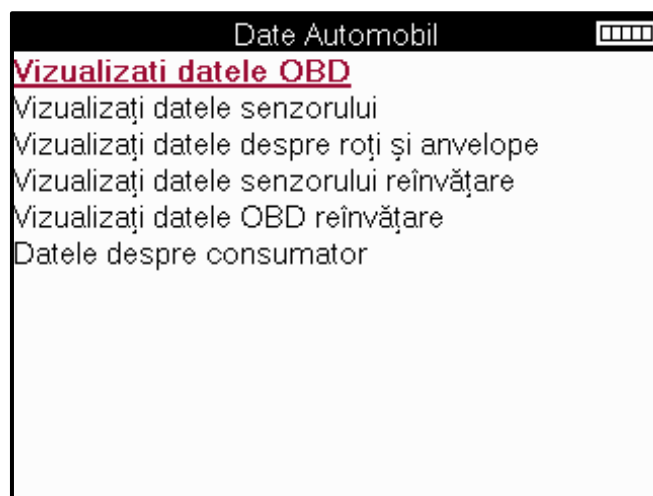 Date Automobil
Vizualizati datele OBD
Vizualizați datele senzorului
Vizualizați datele despre roți și anvelope
Vizualizați datele senzorului reînvățare
Vizualizați datele OBD reînvățare
Datele despre consumator